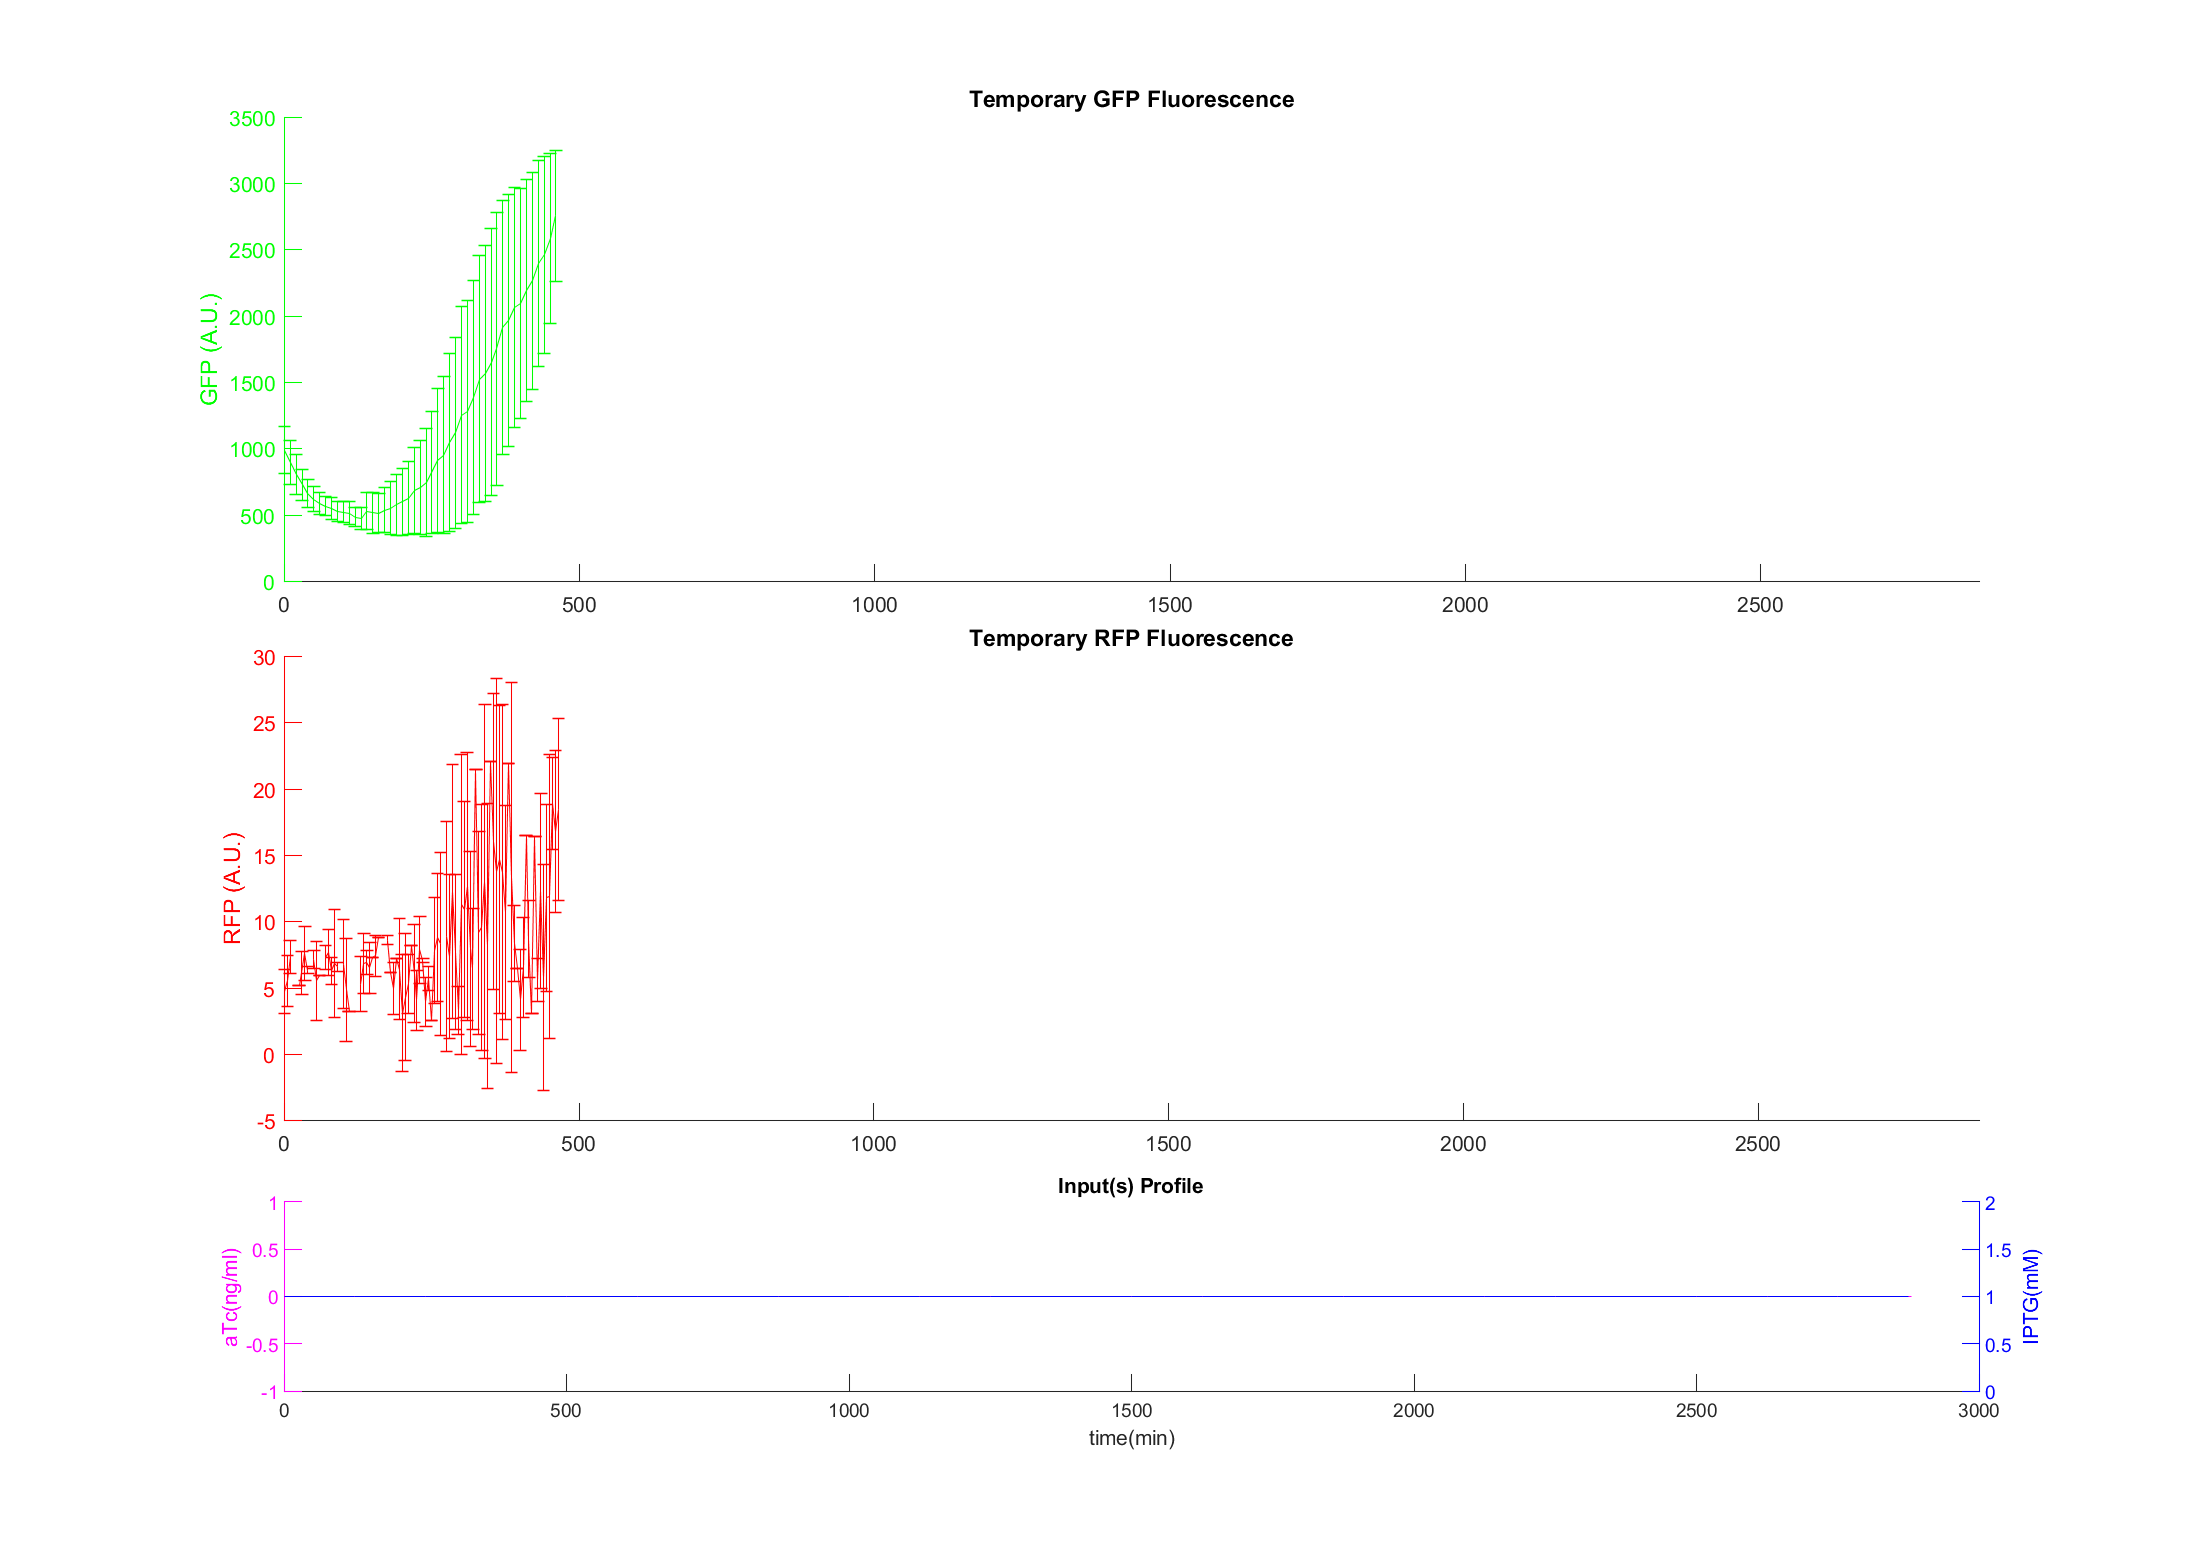 Temporary GFP Fluorescence
3500
3000
2500
2000
1500
1000
500
0
GFP (A.U.)
0 500 1000 1500 2000 2500
Temporary RFP Fluorescence
30
25
20
15
10
5
0
-5
RFP (A.U.)
0 500 1000 1500 2000 2500
Input(s) Profile
1
0.5
0
-0.5
-1
aTc(ng/ml)
2
1.5
1
0.5
0
IPTG(mM)
0 500 1000 1500 2000 2500 3000
time(min)